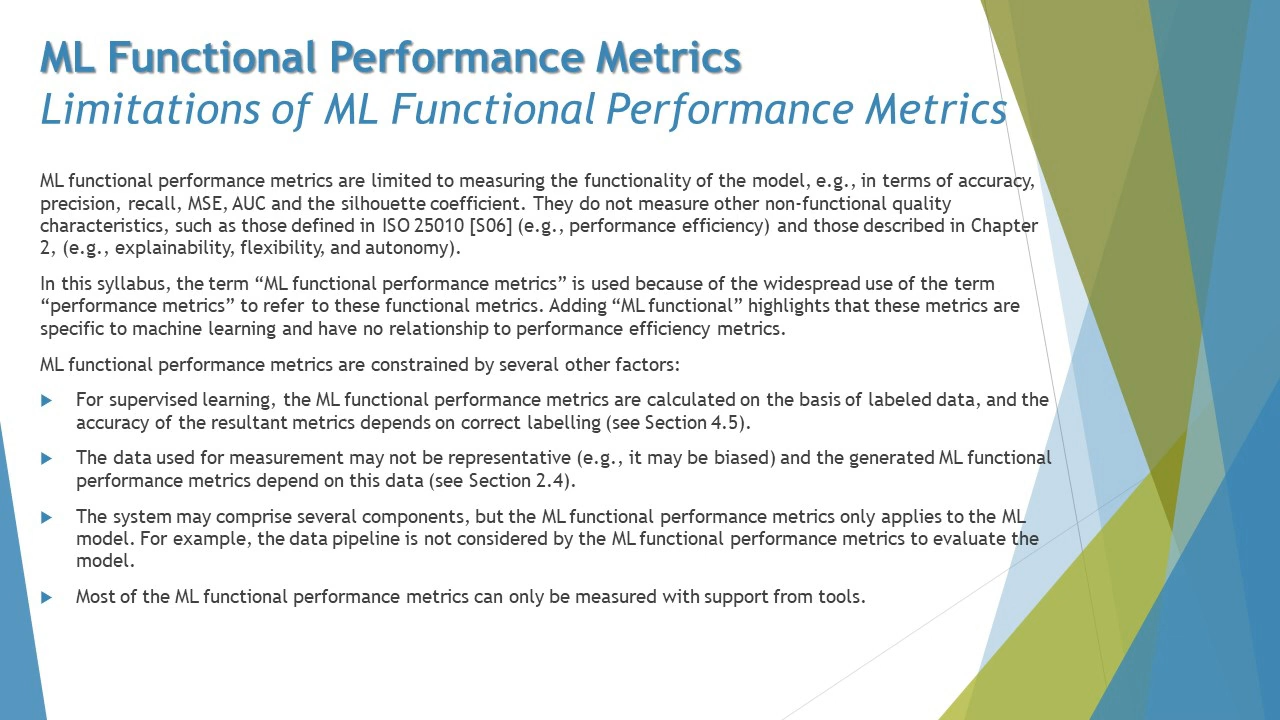 ML Functional Performance Metrics
Limitations of ML Functional Performance Metrics
ML functional performance metrics are limited to measuring the functionality of the model, e.g., in terms of accuracy,
precision, recall, MSE, AUC and the silhouette coefficient. They do not measure other non-functional quality
characteristics, such as those defined in ISO 25010 [S06] (e.g., performance efficiency) and those described in Chapter
2, (e.g., explainability, flexibility, and autonomy).
In this syllabus, the term “ML functional performance metrics” is used because of the widespread use of the term
“performance metrics” to refer to these functional metrics. Adding “ML functional” highlights that these metrics are
specific to machine learning and have no relationship to performance efficiency metrics.
ML functional performance metrics are constrained by several other factors:
For supervised learning, the ML functional performance metrics are calculated on the basis of labeled data, and the
accuracy of the resultant metrics depends on correct labelling (see Section 4.5).
The data used for measurement may not be representative (e.g., it may be biased) and the generated ML functional
performance metrics depend on this data (see Section 2.4).
The system may comprise several components, but the ML functional performance metrics only applies to the ML
model. For example, the data pipeline is not considered by the ML functional performance metrics to evaluate the
model.
Most of the ML functional performance metrics can only be measured with support from tools.